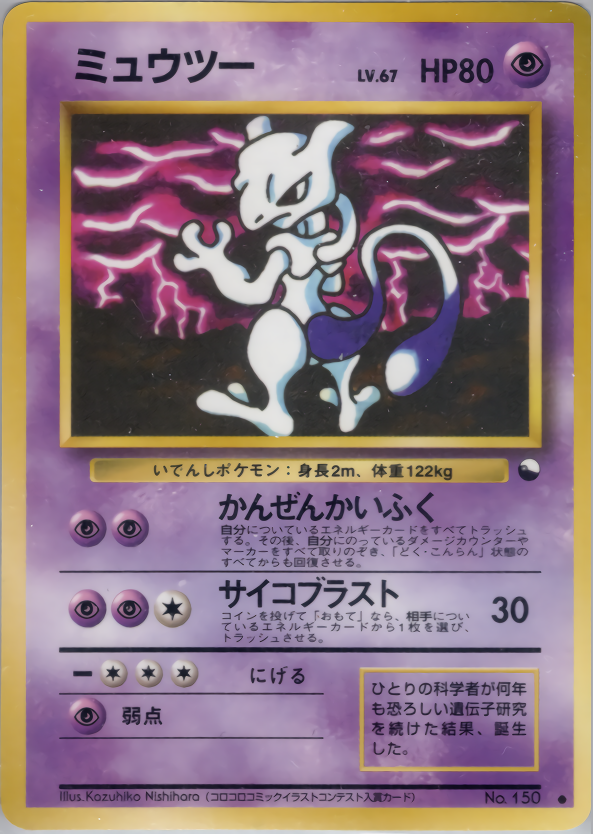 ミュウツー LV.67 HP80
いでんしポケモン：身長2m、体重122kg
かんぜんかいふく
自分についているエネルギーカードをすべてトラッシュ
する。その後、自分にのっているダメージカウンターや
マーカーをすべて取りのぞき、「どく・こんらん」状態の
すべてからも回復させる。
サイコブラスト 30
コインを投げて「おもて」なら、相手につい
ているエネルギーカードから1枚を選び、
トラッシュさせる。
にげる
弱点
ひとりの科学者が何年
も恐ろしい遺伝子研究
を続けた結果、誕生
した。
Illus.Kazuhiko Nishihara（コロコロコミックイラストコンテスト入賞カード） No.150